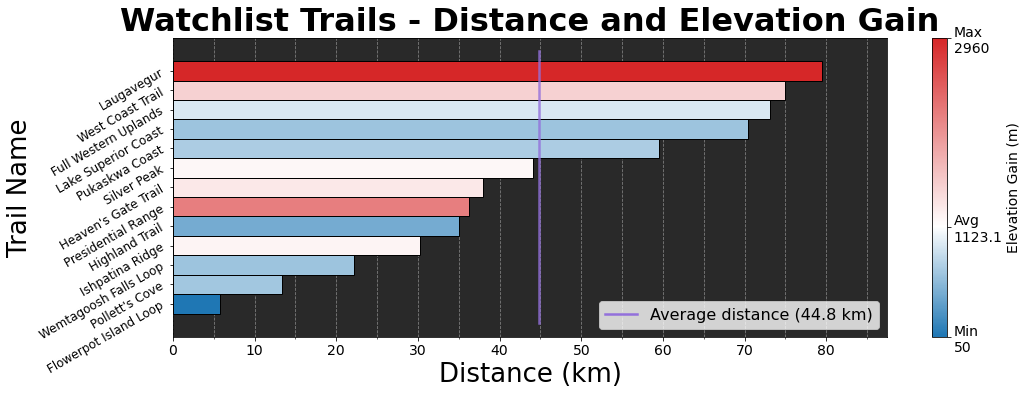 Watchlist Trails - Distance and Elevation Gain
Trail Name
Laugavegur
West Coast Trail
Full Western Uplands
Lake Superior Coast
Pukaskwa Coast
Silver Peak
Heaven's Gate Trail
Presidential Range
Highland Trail
Ishpatina Ridge
Wemtagoosh Falls Loop
Pollett's Cove
Flowerpot Island Loop
0 10 20 30 40 50 60 70 80
Distance (km)
Average distance (44.8 km)
Max
2960
Avg
1123.1
Min
50
Elevation Gain (m)